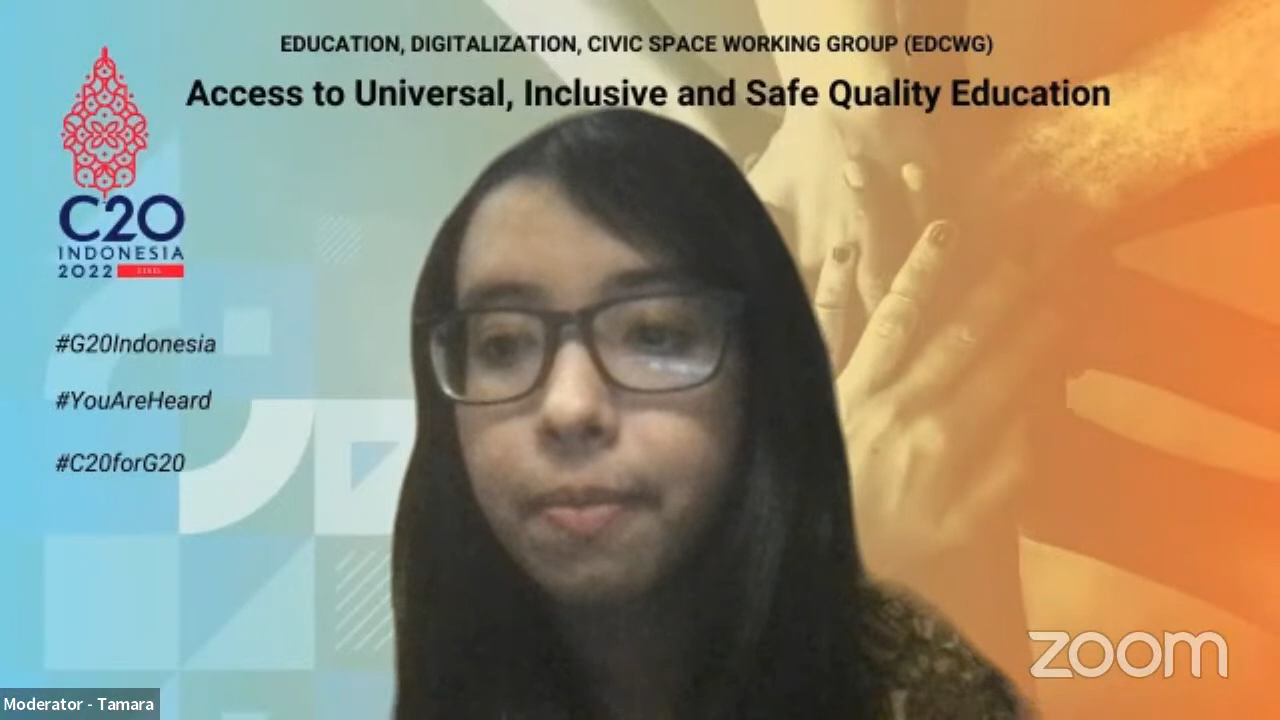 EDUCATION, DIGITALIZATION, CIVIC SPACE WORKING GROUP (EDCWG)
Access to Universal, Inclusive and Safe Quality Education
C20
INDONESIA
2022
#G20Indonesia
#YouAreHeard
#C20forG20
zoom
Moderator - Tamara